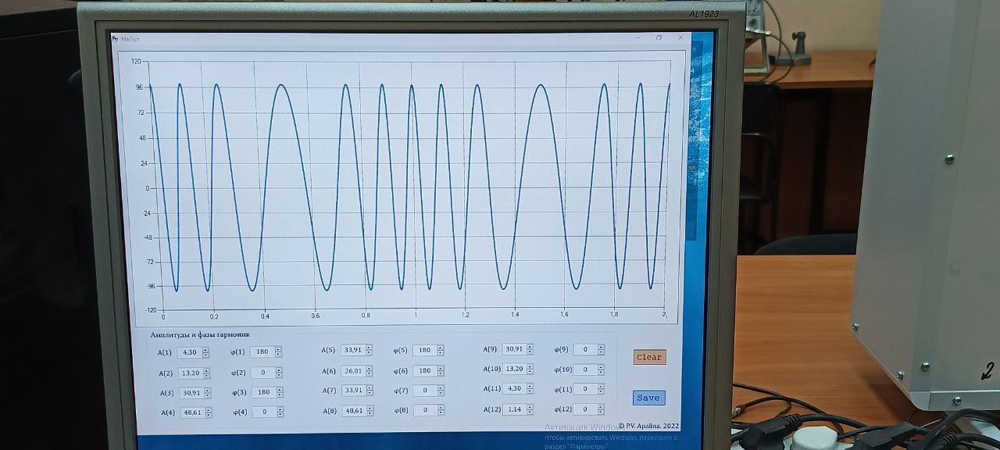 AL1923
HarSyn
120
96
72
48
24
0
-24
-48
-72
-96
-120
0 0.2 0.4 0.6 0.8 1 1.2 1.4 1.6 1,8 2
Амплитуды и фазы гармоник
A(1) 4,30 φ(1) 180 A(5) 33,91 φ(5) 180 A(9) 30,91 φ(9) 0
A(2) 13,20 φ(2) 0 A(6) 26,01 φ(6) 180 A(10) 13,20 φ(10) 0
A(3) 30,91 φ(3) 180 A(7) 33,91 φ(7) 0 A(11) 4,30 φ(11) 0
A(4) 48,61 φ(4) 0 A(8) 48,61 φ(8) 0 A(12) 1,14 φ(12) 0
Clear
Save
© P.V. Apalina, 2022
Активация Windo
Чтобы активировать Windows, перейдите в
раздел "Параметры".
2